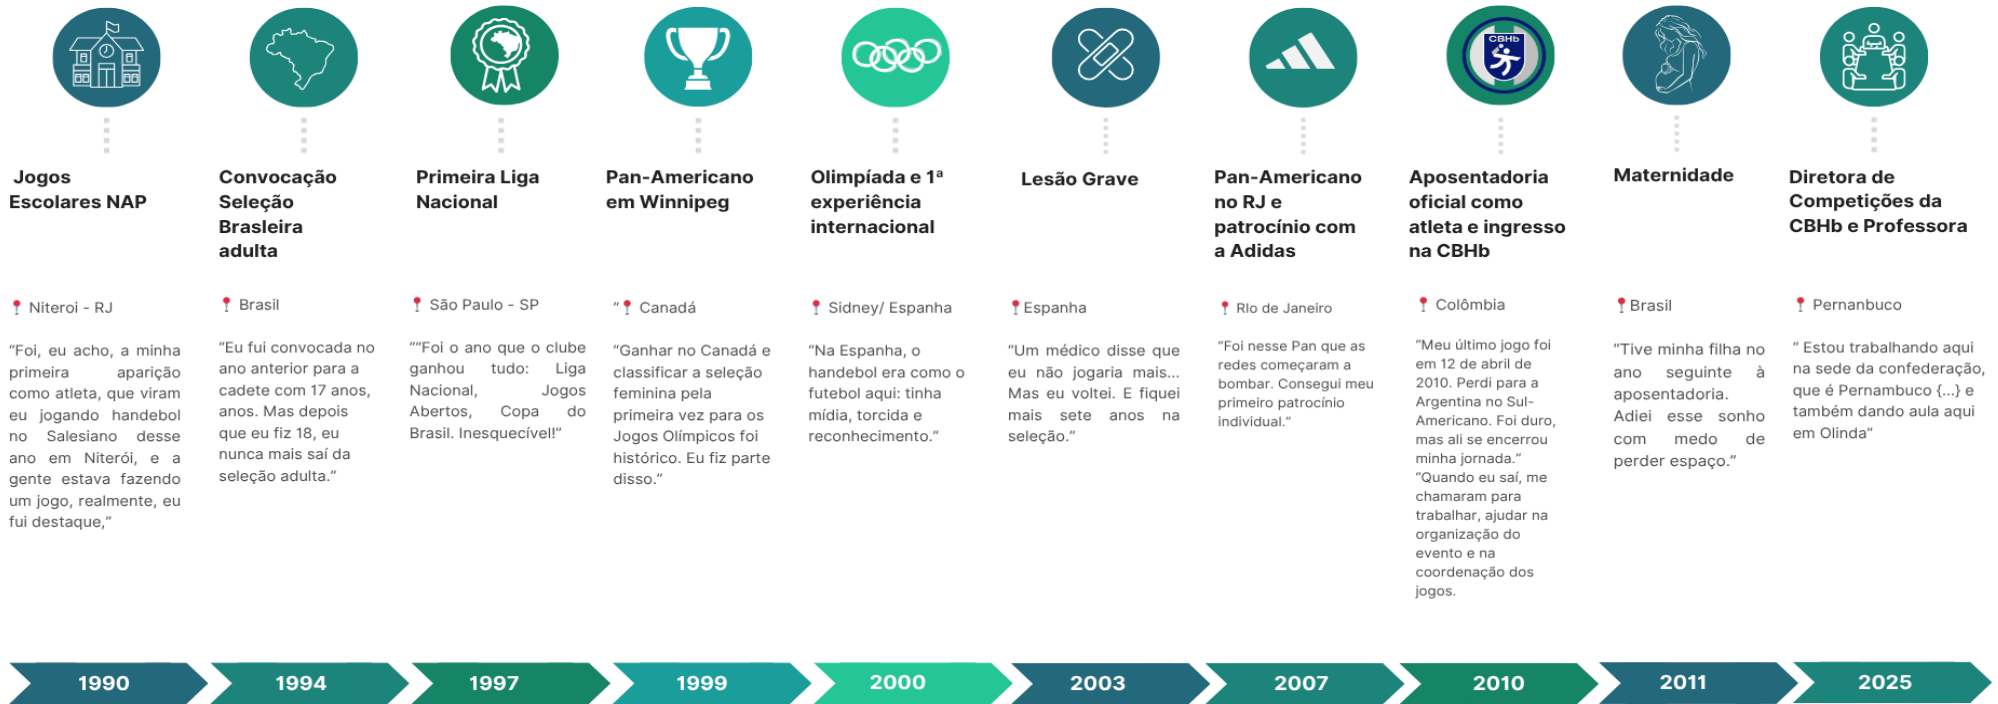 CBHb
Jogos
Escolares NAP
Niteroi - RJ
“Foi, eu acho, a minha
primeira aparição
como atleta, que viram
eu jogando handebol
no Salesiano desse
ano em Niterói, e a
gente estava fazendo
um jogo, realmente, eu
fui destaque,”
1990
Convocação
Seleção
Brasleira
adulta
Brasil
“Eu fui convocada no
ano anterior para a
cadete com 17 anos,
anos. Mas depois
que eu fiz 18, eu
nunca mais saí da
seleção adulta.”
1994
Primeira Liga
Nacional
São Paulo - SP
““Foi o ano que o clube
ganhou tudo: Liga
Nacional, Jogos
Abertos, Copa do
Brasil. Inesquecível!”
1997
Pan-Americano
em Winnipeg
“ Canadá
“Ganhar no Canadá e
classificar a seleção
feminina pela
primeira vez para os
Jogos Olímpicos foi
histórico. Eu fiz parte
disso.”
1999
Olimpíada e 1ª
experiência
internacional
Sidney/ Espanha
“Na Espanha, o
handebol era como o
futebol aqui: tinha
mídia, torcida e
reconhecimento.”
2000
Lesão Grave
Espanha
“Um médico disse que
eu não jogaria mais...
Mas eu voltei. E fiquei
mais sete anos na
seleção.”
2003
Pan-Americano
no RJ e
patrocínio com
a Adidas
RIo de Janeiro
“Foi nesse Pan que as
redes começaram a
bombar. Consegui meu
primeiro patrocínio
individual.”
2007
Aposentadoria
oficial como
atleta e ingresso
na CBHb
Colômbia
“Meu último jogo foi
em 12 de abril de
2010. Perdi para a
Argentina no Sul-
Americano. Foi duro,
mas ali se encerrou
minha jornada.”
“Quando eu saí, me
chamaram para
trabalhar, ajudar na
organização do
evento e na
coordenação dos
jogos.
2010
Maternidade
Brasil
“Tive minha filha no
ano seguinte à
aposentadoria.
Adiei esse sonho
com medo de
perder espaço.”
2011
Diretora de
Competições da
CBHb e Professora
Pernanbuco
“ Estou trabalhando aqui
na sede da confederação,
que é Pernambuco {...} e
também dando aula aqui
em Olinda”
2025